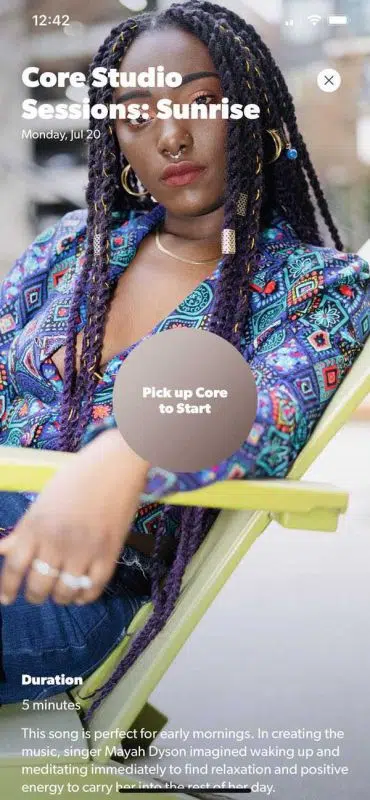 12:42
Core Studio
Sessions: Sunrise
Monday, Jul 20
Pick up Core
to Start
Duration
5 minutes
This song is perfect for early mornings. In creating the
music, singer Mayah Dyson imagined waking up and
meditating immediately to find relaxation and positive
energy to carry her into the rest of her day.